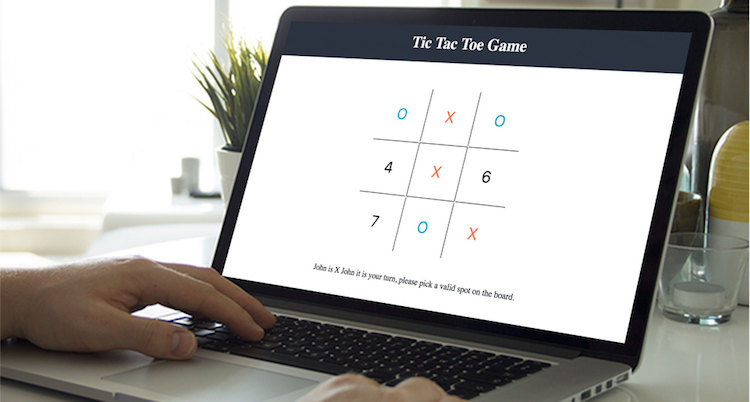 Tic Tac Toe Game
O X O
4 X 6
7 O X
John is X John it is your turn, please pick a valid spot on the board.